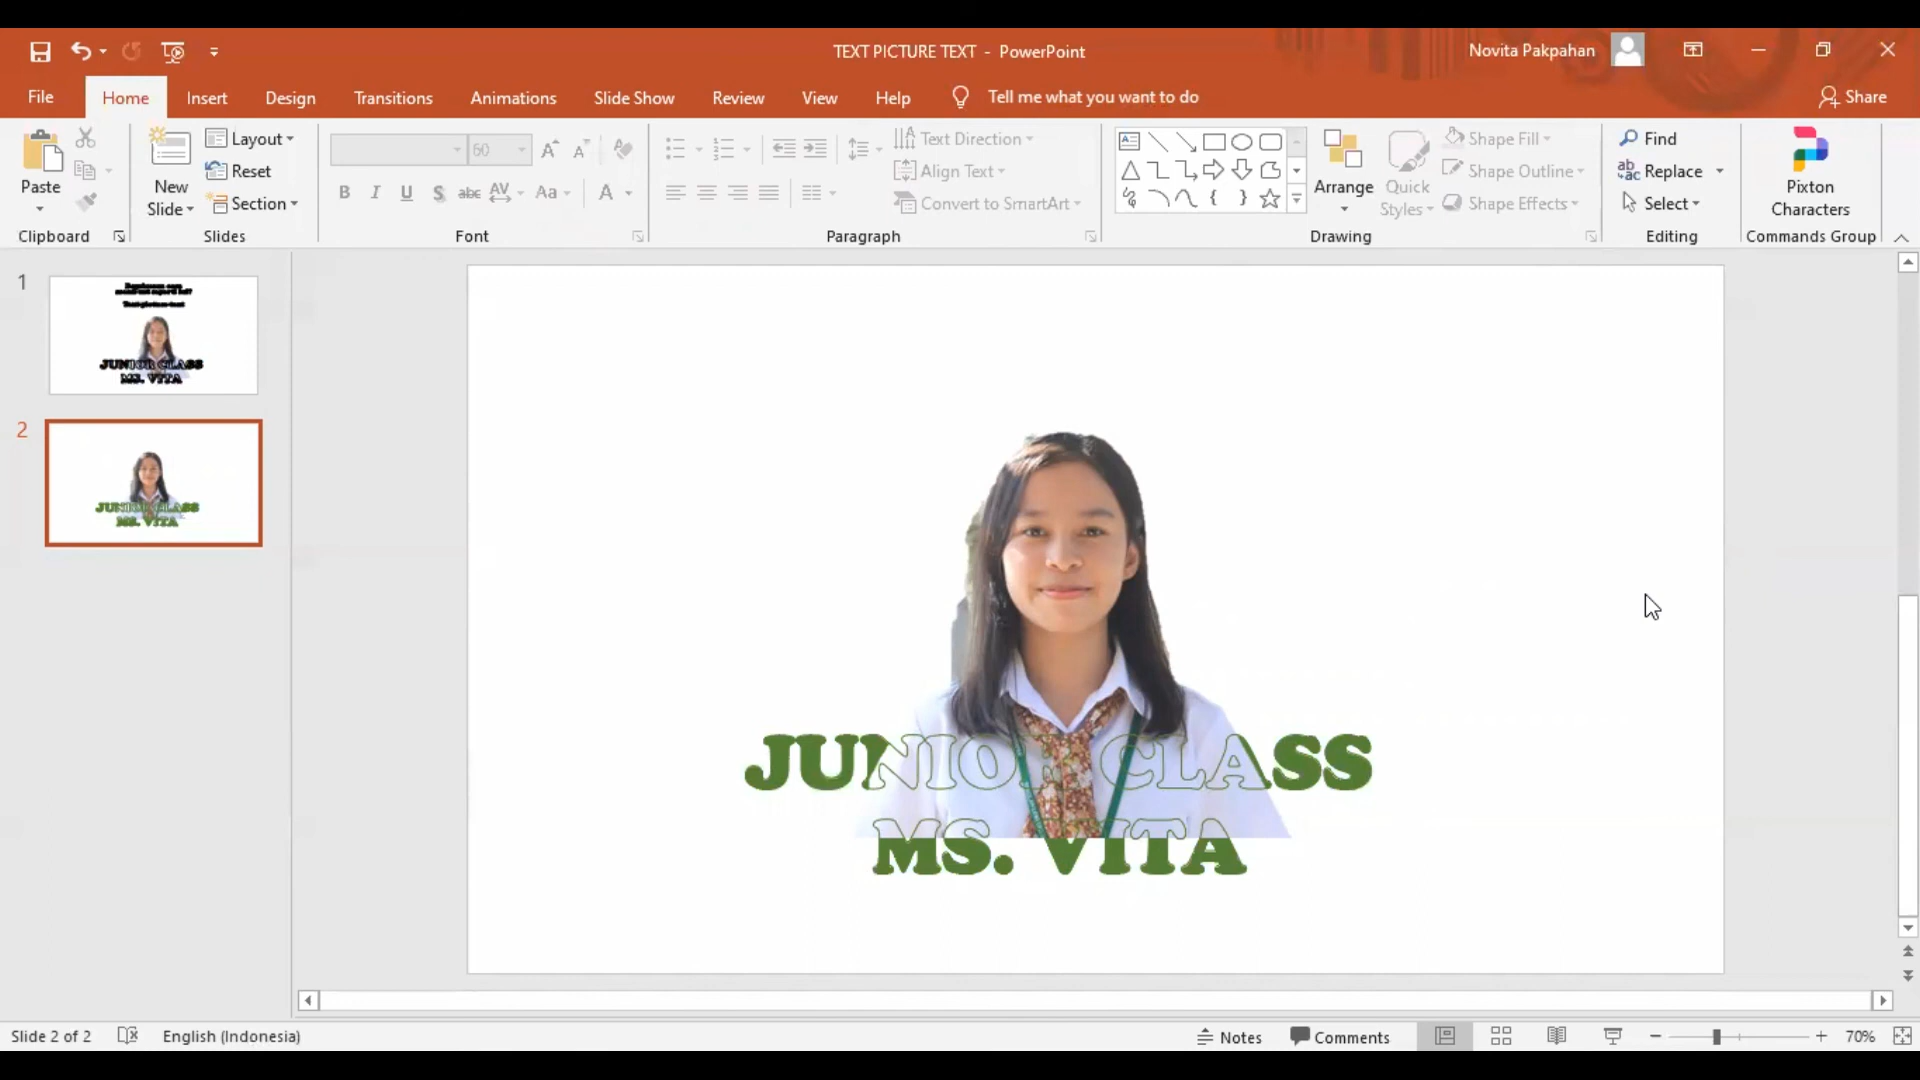 TEXT PICTURE TEXT - PowerPoint
Novita Pakpahan
File Home Insert Design Transitions Animations Slide Show Review View Help Tell me what you want to do Share
Paste
Clipboard
New Slide
Layout
Reset
Section
Slides
60
B I U S abc AV Aa A
Font
Text Direction
Align Text
Convert to SmartArt
Paragraph
Arrange
Quick Styles
Shape Fill
Shape Outline
Shape Effects
Drawing
Find
Replace
Select
Editing
Pixton Characters
Commands Group
1
JUNIOR CLASS
MS. VITA
2
JUNIOR CLASS
MS. VITA
JUNIOR CLASS
MS. VITA
Slide 2 of 2 English (Indonesia) Notes Comments 70%